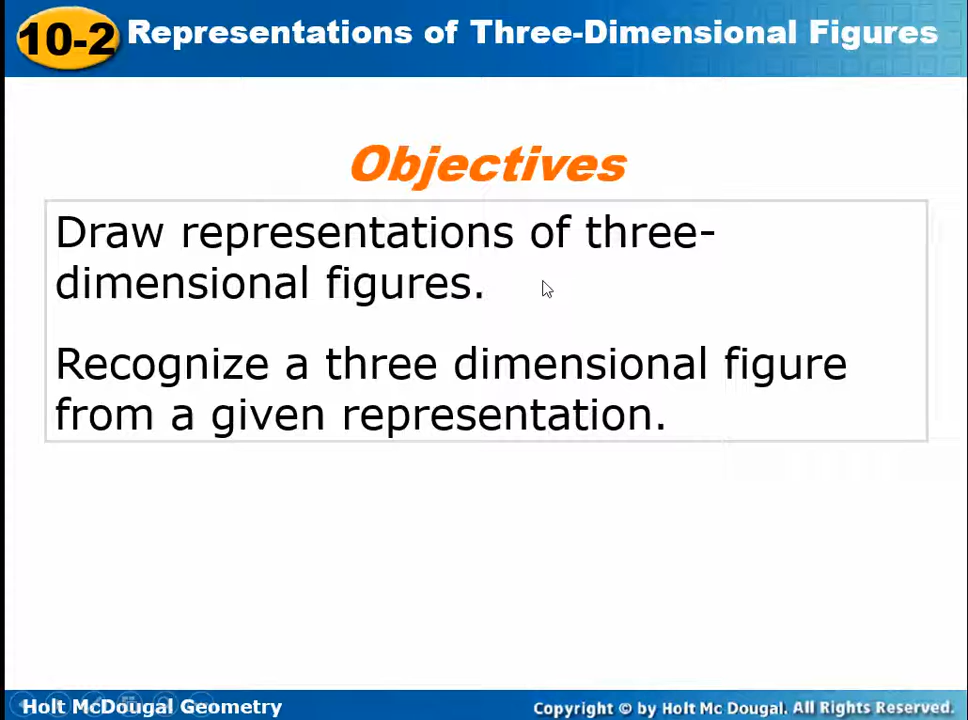 10-2 Representations of Three-Dimensional Figures
Objectives
Draw representations of three-
dimensional figures.
Recognize a three dimensional figure
from a given representation.
Holt McDougal Geometry
Copyright © by Holt Mc Dougal. All Rights Reserved.